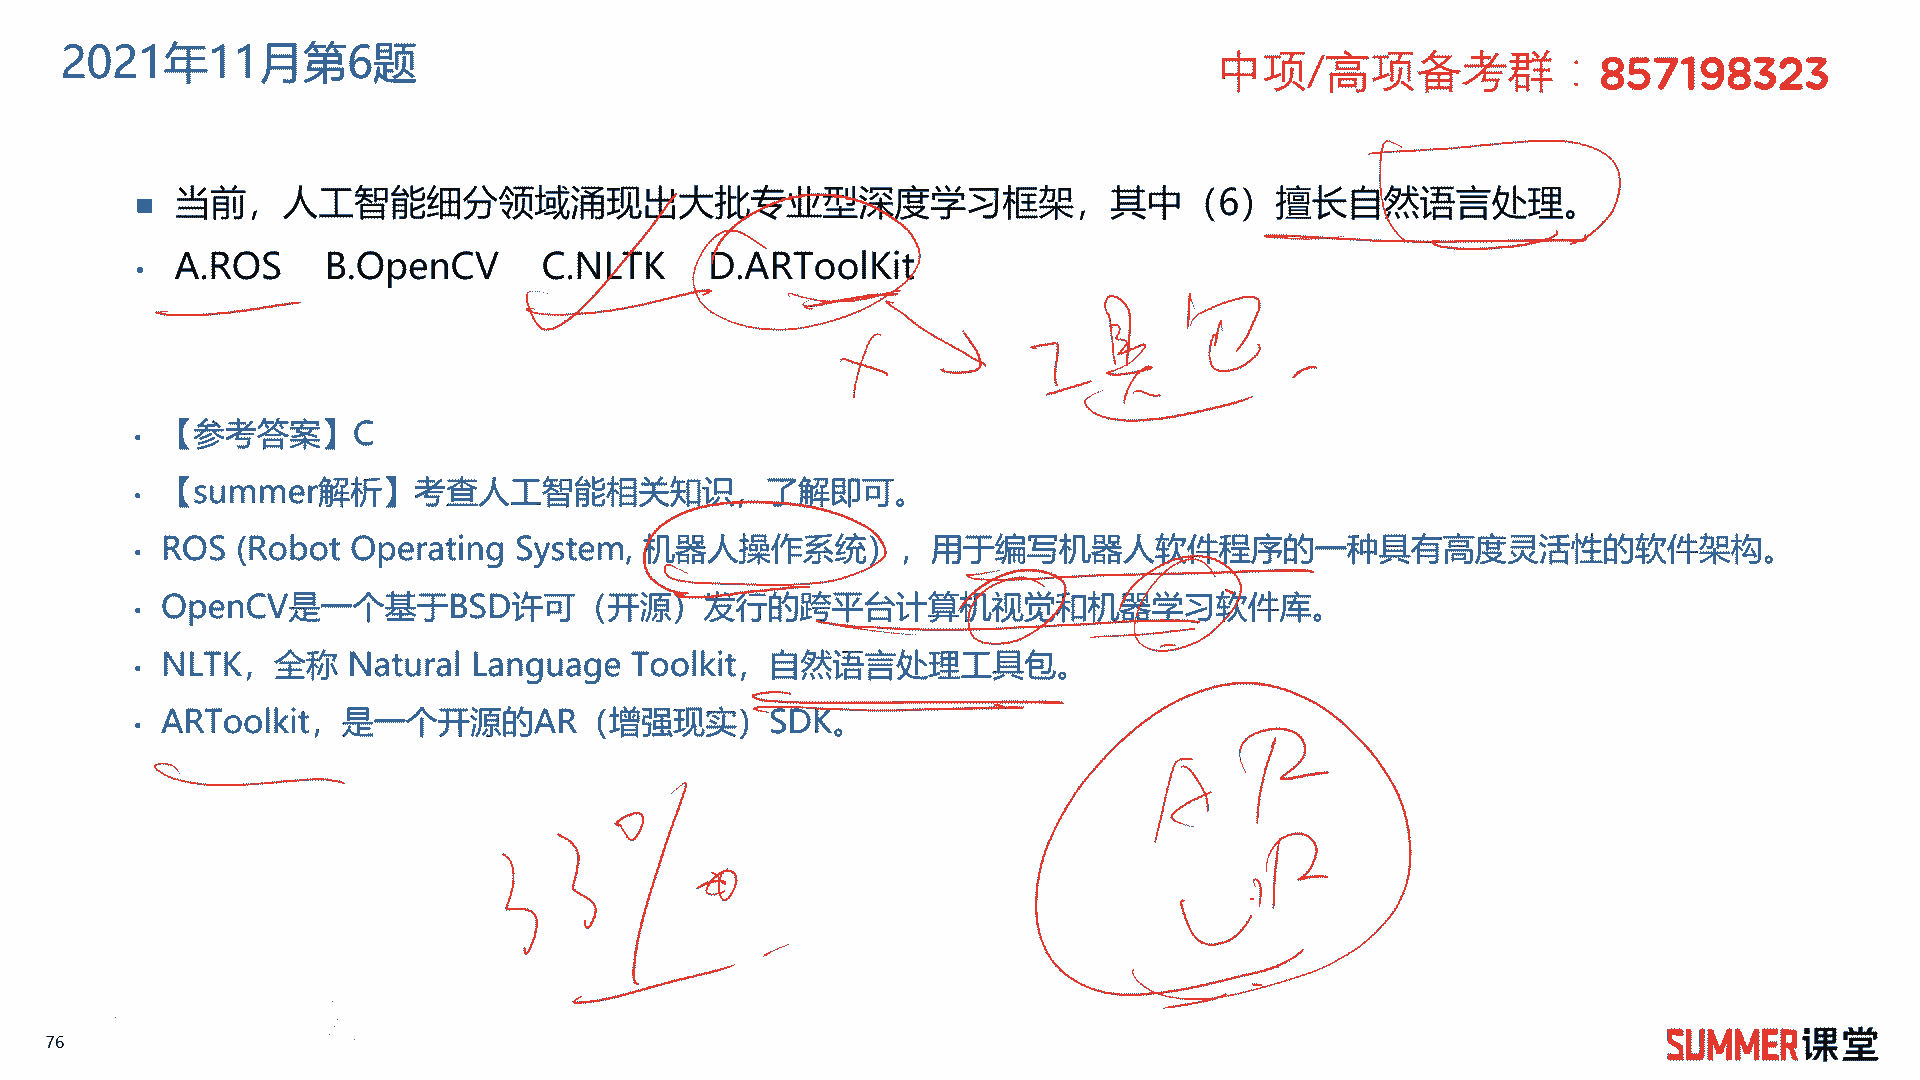 2021年11月第6题
中项/高项备考群：857198323
当前，人工智能细分领域涌现出大批专业型深度学习框架，其中（6）擅长自然语言处理。
A.ROS B.OpenCV C.NLTK D.ARToolKit
工具包
【参考答案】C
【summer解析】考查人工智能相关知识，了解即可。
ROS (Robot Operating System, 机器人操作系统），用于编写机器人软件程序的一种具有高度灵活性的软件架构。
OpenCV是一个基于BSD许可（开源）发行的跨平台计算机视觉和机器学习软件库。
NLTK，全称 Natural Language Toolkit，自然语言处理工具包。
ARToolkit，是一个开源的AR（增强现实）SDK。
AR
33%
VR
76
SUMMER课堂